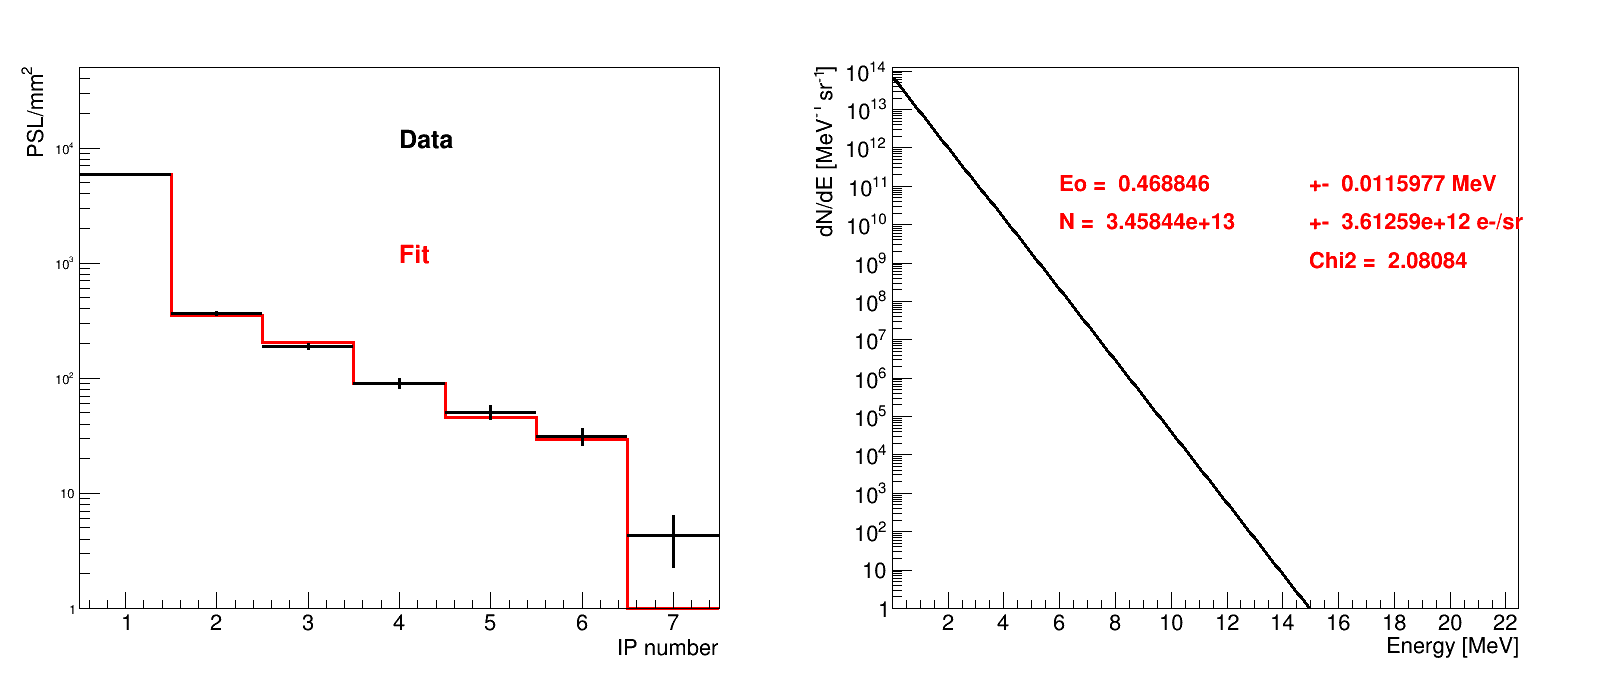 PSL/mm²
10⁴
10³
10²
10
1
Data
Fit
1 2 3 4 5 6 7
IP number
dN/dE [MeV⁻¹ sr⁻¹]
10¹⁴
10¹³
10¹²
10¹¹
10¹⁰
10⁹
10⁸
10⁷
10⁶
10⁵
10⁴
10³
10²
10
1
Eo = 0.468846 +- 0.0115977 MeV
N = 3.45844e+13 +- 3.61259e+12 e-/sr
Chi2 = 2.08084
2 4 6 8 10 12 14 16 18 20 22
Energy [MeV]